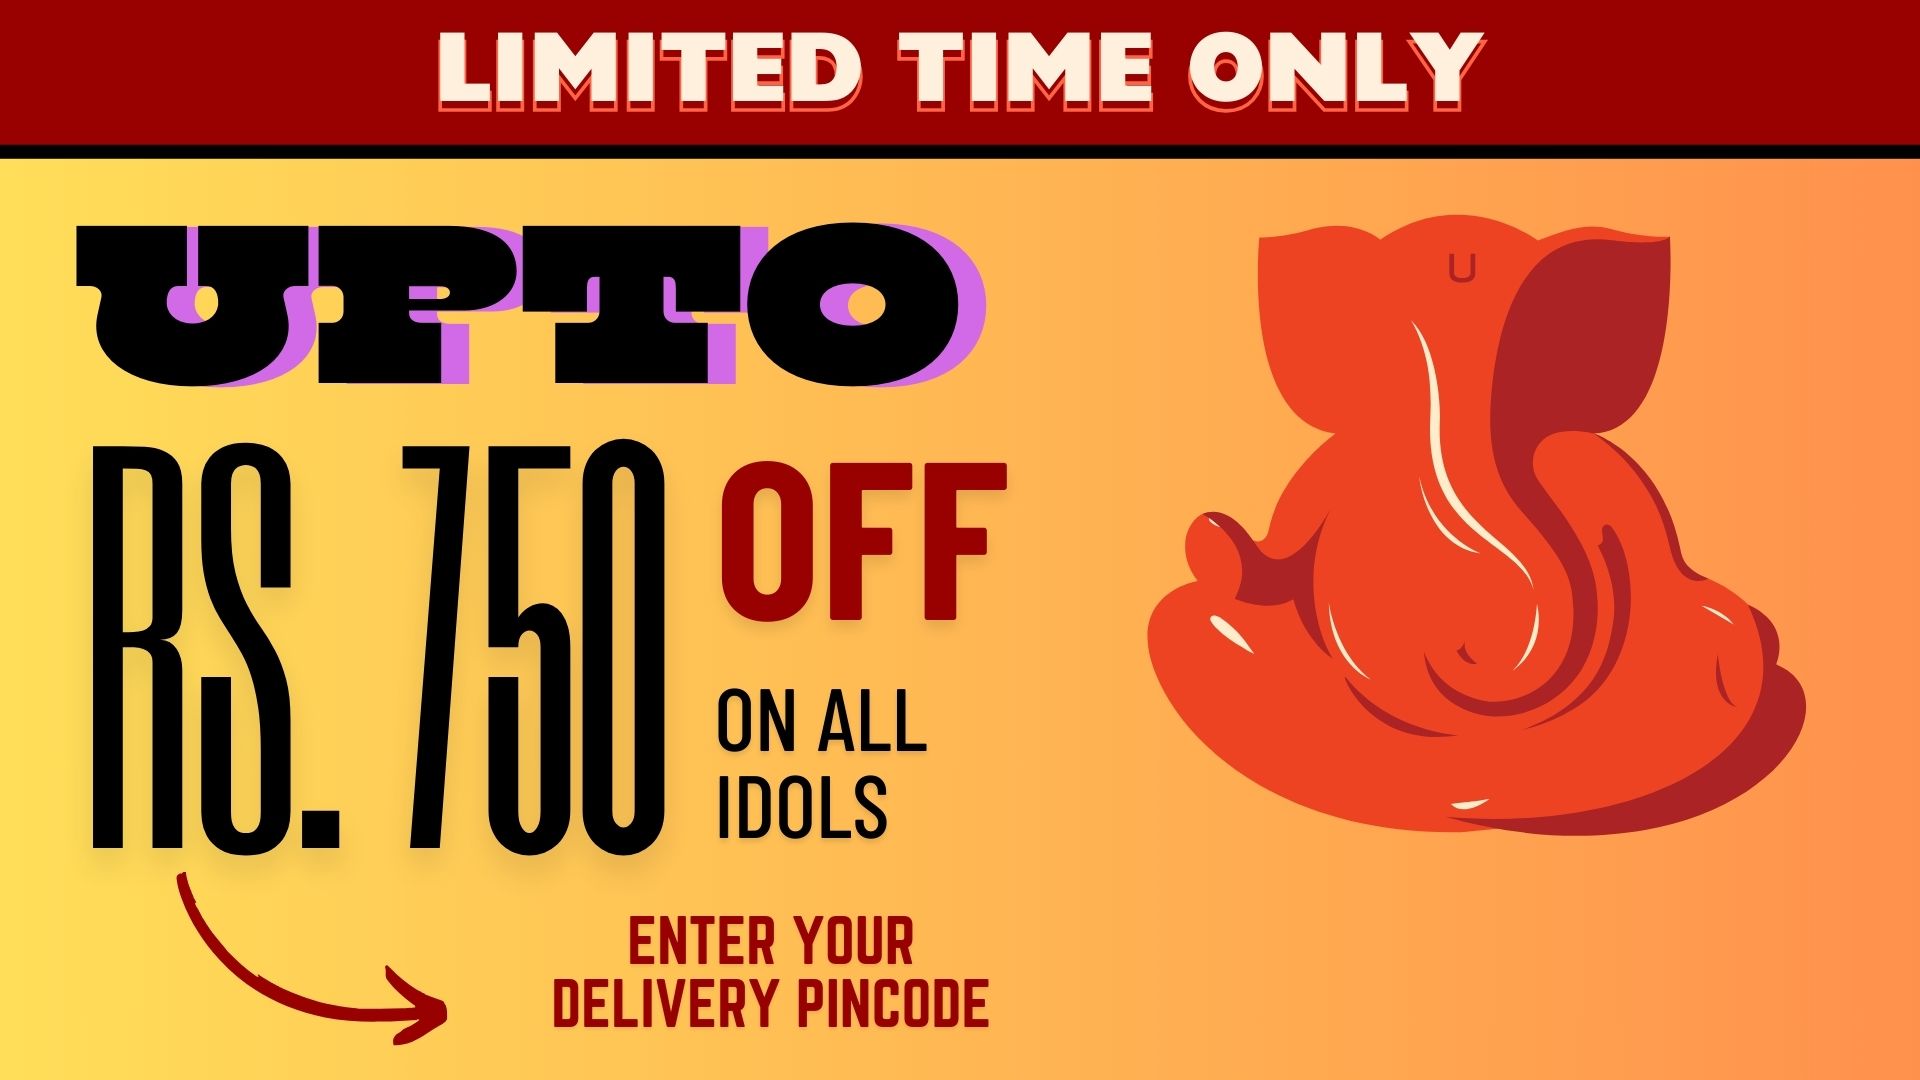 LIMITED TIME ONLY
UPTO
RS. 750
OFF
ON ALL
IDOLS
ENTER YOUR
DELIVERY PINCODE